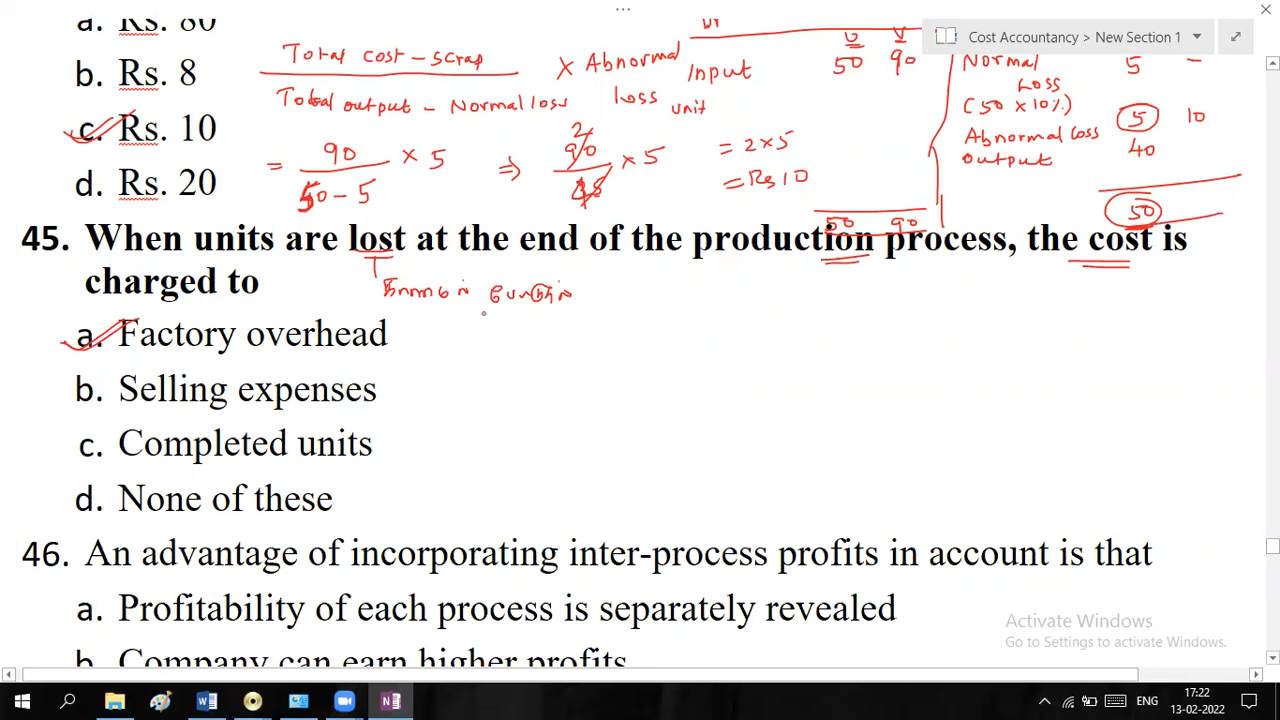 a. Rs. 80
Cost Accountancy > New Section 1
Total cost - scrap
Total output - Normal loss
X Abnormal
loss unit
Input
50 90
Normal 5 -
Loss
(50 x 10%)
b. Rs. 8
c. Rs. 10
Abnormal loss 5 10
output 40
= 90
50 - 5
x 5
⇒ 2
90
45
x 5
= 2 x 5
= Rs 10
d. Rs. 20
50 90
50
45. When units are lost at the end of the production process, the cost is
charged to
a. Factory overhead
b. Selling expenses
c. Completed units
d. None of these
46. An advantage of incorporating inter-process profits in account is that
a. Profitability of each process is separately revealed
b. Company can earn higher profits
Activate Windows
Go to Settings to activate Windows.
ENG
17:22
13-02-2022